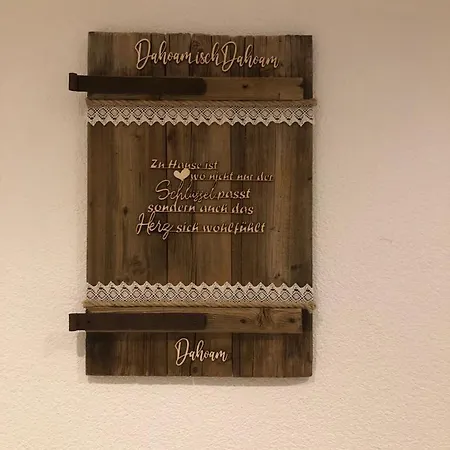 Dahoam isch Dahoam
Zu Hause ist
wo nicht nur der
Schlüssel passt
sondern auch das
Herz sich wohlfühlt
Dahoam